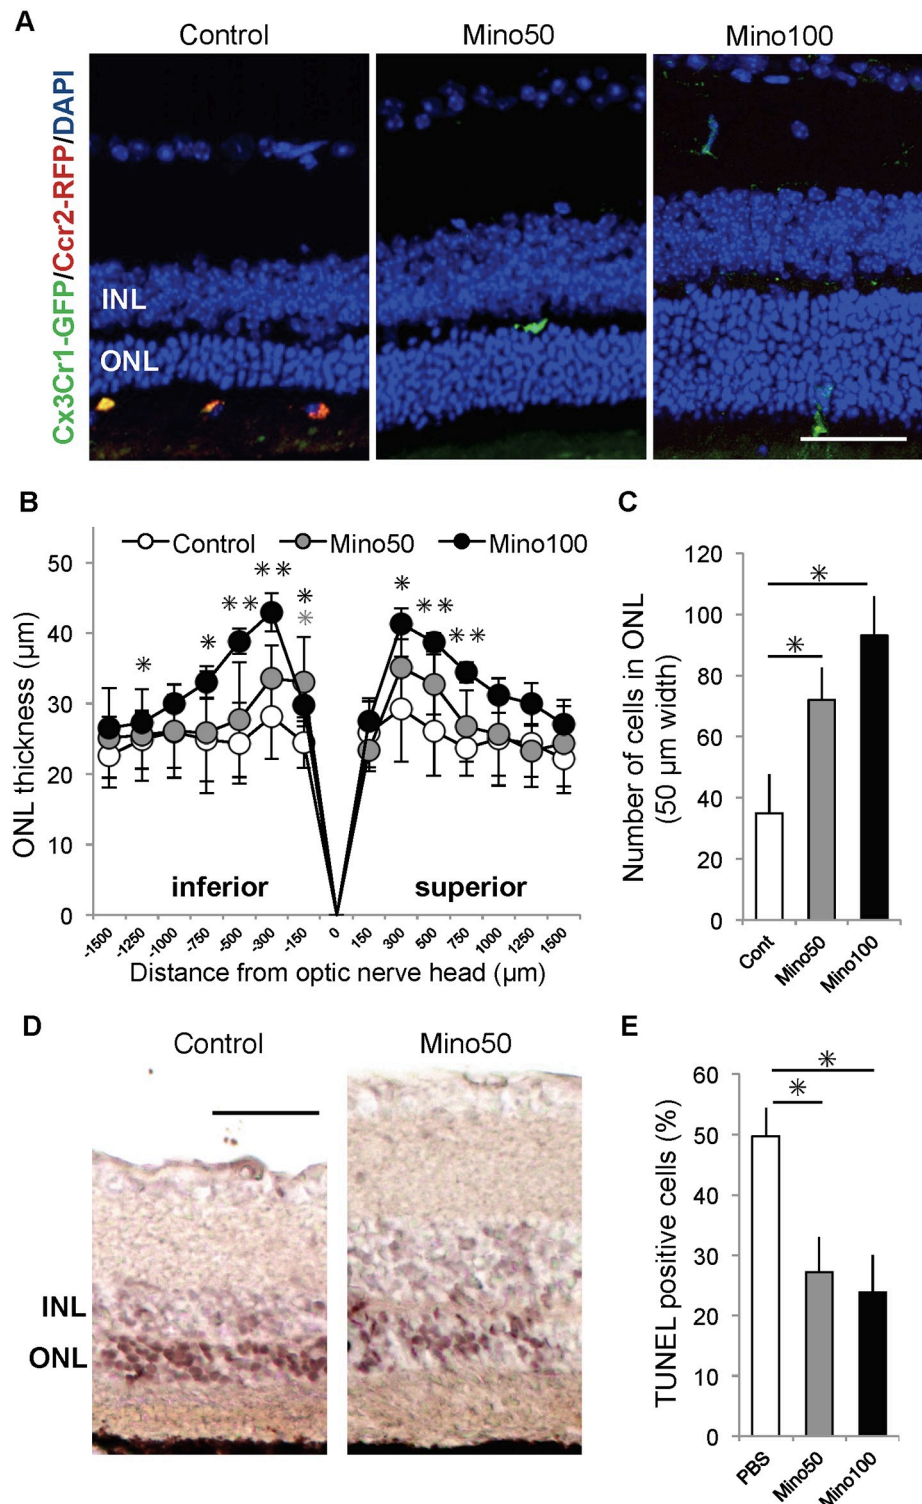 A
Control
Mino50
Mino100
Cx3Cr1-GFP/Ccr2-RFP/DAPI
INL
ONL
B
Control
Mino50
Mino100
* *
* *
*
*
*
*
*
* *
* *
ONL thickness (µm)
50
40
30
20
10
0
inferior
superior
-1500
-1250
-1000
-750
-500
-300
-150
0
150
300
500
750
1000
1250
1500
Distance from optic nerve head (µm)
C
Number of cells in ONL
(50 µm width)
120
100
80
60
40
20
0
*
*
Cont
Mino50
Mino100
D
Control
Mino50
INL
ONL
E
TUNEL positive cells (%)
60
50
40
30
20
10
0
*
*
PBS
Mino50
Mino100